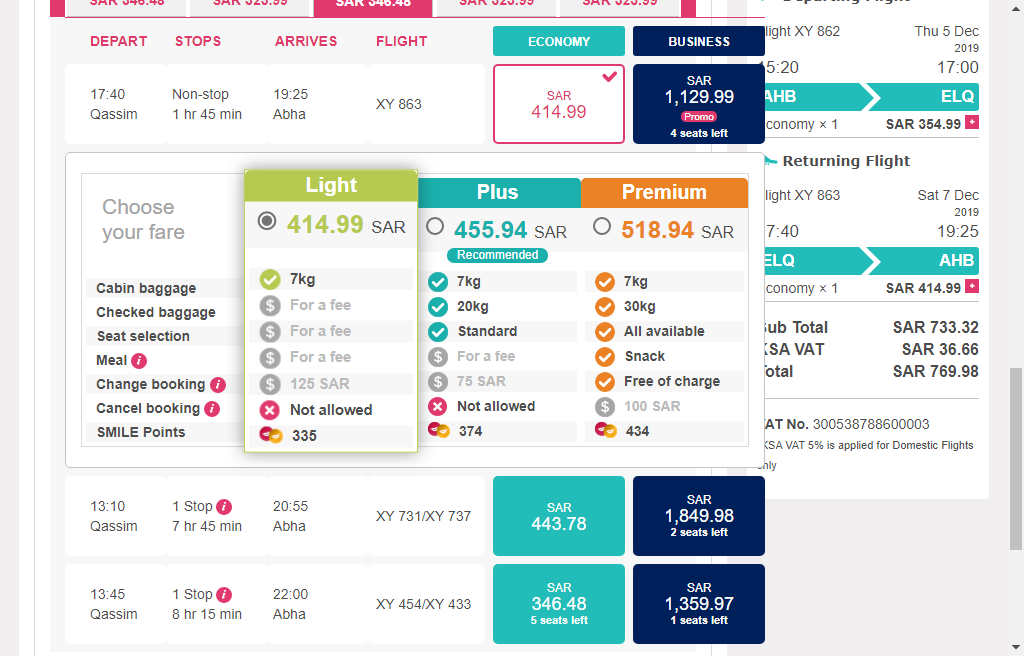 SAR 346.48 SAR 323.99 SAR 346.48 SAR 323.99 SAR 323.99
DEPART STOPS ARRIVES FLIGHT ECONOMY BUSINESS
17:40 Non-stop 19:25 XY 863
Qassim 1 hr 45 min Abha
SAR
414.99
SAR
1,129.99
Promo
4 seats left
Choose
your fare
Light
414.99 SAR
Plus
455.94 SAR
Recommended
Premium
518.94 SAR
Cabin baggage 7kg 7kg 7kg
Checked baggage For a fee 20kg 30kg
Seat selection For a fee Standard All available
Meal i For a fee For a fee Snack
Change booking i 125 SAR 75 SAR Free of charge
Cancel booking i Not allowed Not allowed 100 SAR
SMILE Points 335 374 434
13:10 1 Stop i 20:55 XY 731/XY 737
Qassim 7 hr 45 min Abha
SAR
443.78
SAR
1,849.98
2 seats left
13:45 1 Stop i 22:00 XY 454/XY 433
Qassim 8 hr 15 min Abha
SAR
346.48
5 seats left
SAR
1,359.97
1 seats left
light XY 862 Thu 5 Dec
2019
5:20 17:00
AHB ELQ
conomy × 1 SAR 354.99 +
Returning Flight
light XY 863 Sat 7 Dec
2019
7:40 19:25
ELQ AHB
conomy × 1 SAR 414.99 +
ub Total SAR 733.32
KSA VAT SAR 36.66
otal SAR 769.98
AT No. 300538788600003
KSA VAT 5% is applied for Domestic Flights
nly